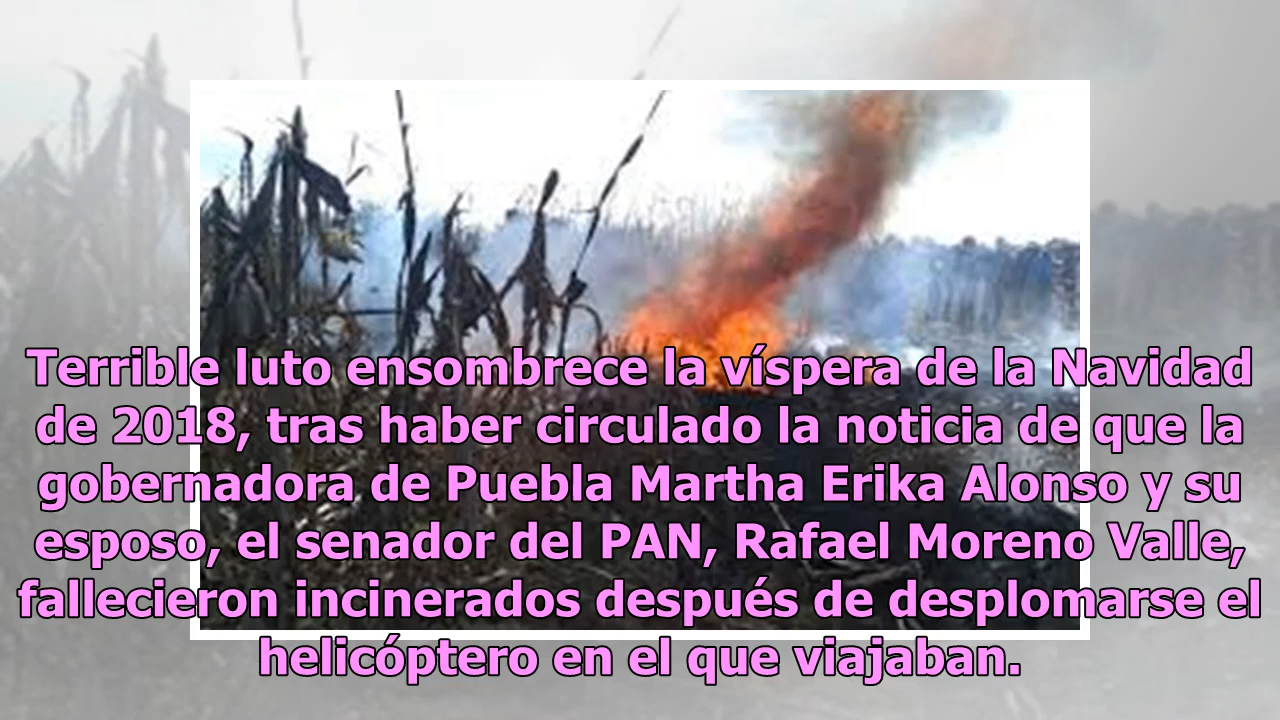 Terrible luto ensombrece la víspera de la Navidad
de 2018, tras haber circulado la noticia de que la
gobernadora de Puebla Martha Erika Alonso y su
esposo, el senador del PAN, Rafael Moreno Valle,
fallecieron incinerados después de desplomarse el
helicóptero en el que viajaban.